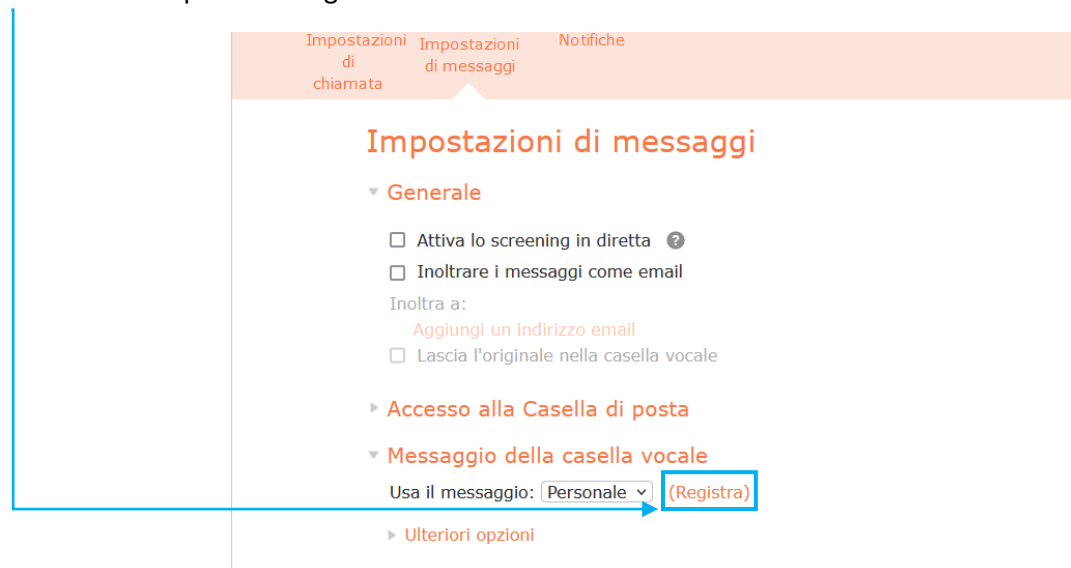 Impostazioni di chiamata
Impostazioni di messaggi
Notifiche
Impostazioni di messaggi
Generale
Attiva lo screening in diretta ?
Inoltrare i messaggi come email
Inoltra a:
Aggiungi un indirizzo email
Lascia l'originale nella casella vocale
Accesso alla Casella di posta
Messaggio della casella vocale
Usa il messaggio: Personale (Registra)
Ulteriori opzioni